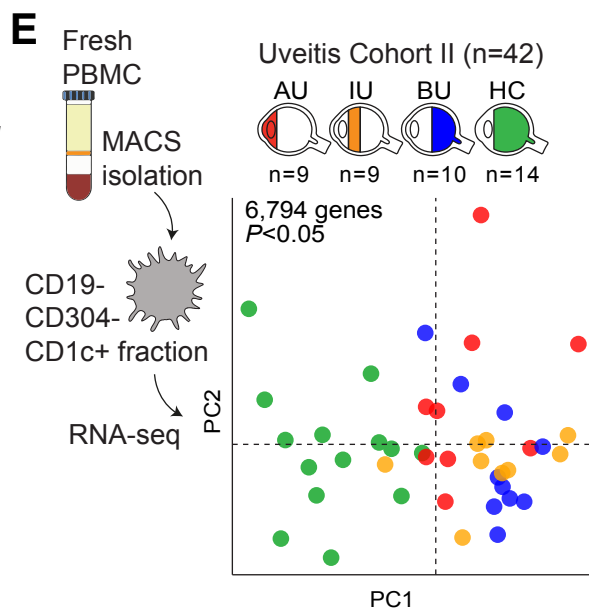 E
Fresh
PBMC
MACS
isolation
CD19-
CD304-
CD1c+ fraction
RNA-seq
Uveitis Cohort II (n=42)
AU IU BU HC
n=9 n=9 n=10 n=14
6,794 genes
P<0.05
PC2
PC1